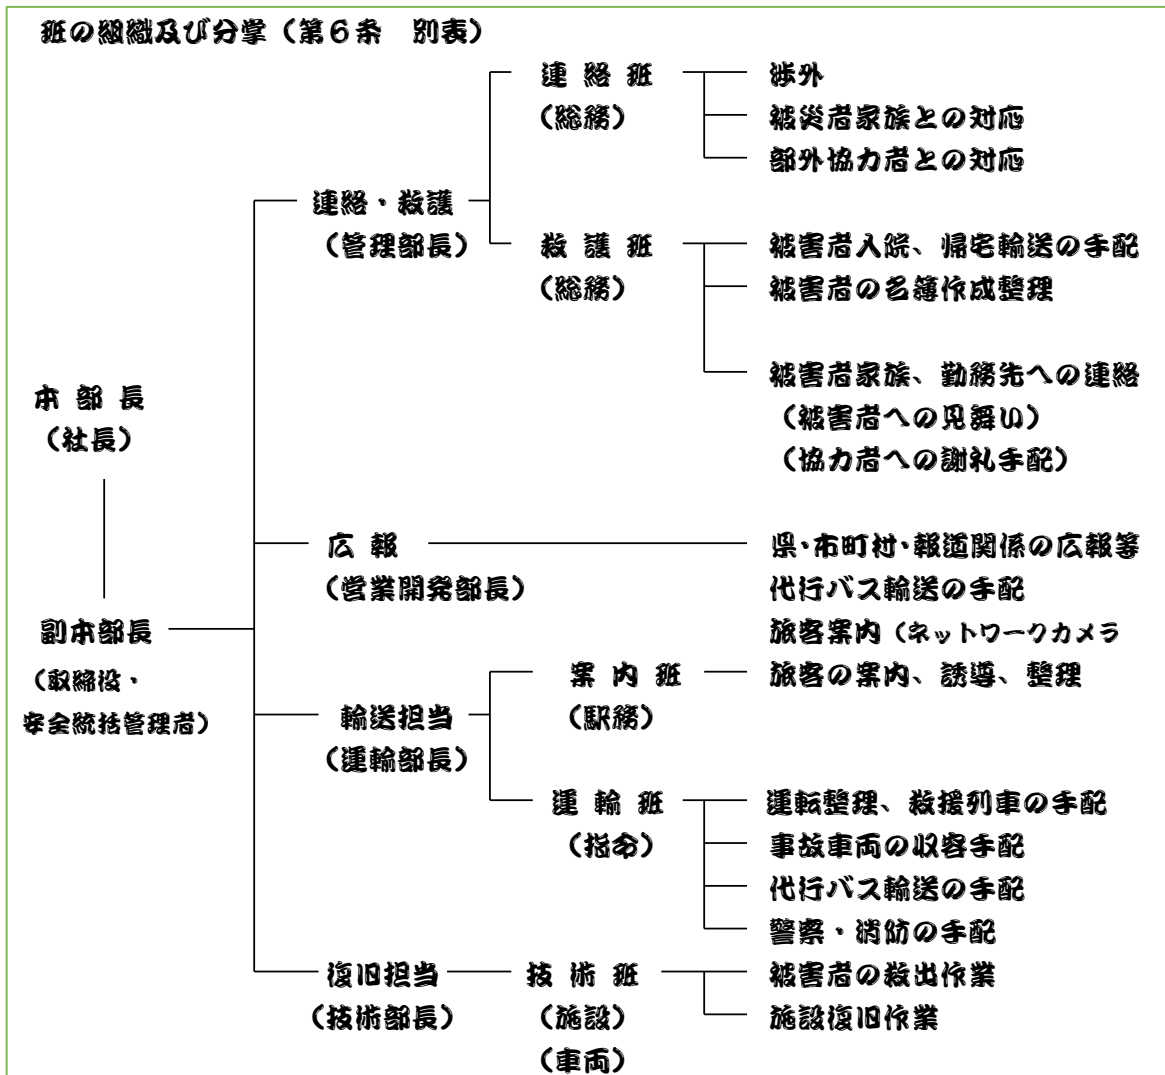 班の組織及び分掌(第6条 別表)
連絡班 渉外
(総務) 被災者家族との対応
部外協力者との対応
連絡・救護
(管理部長) 救護班 被害者入院、帰宅輸送の手配
(総務) 被害者の名簿作成整理
被害者家族、勤務先への連絡
本部長 (被害者への見舞い)
(社長) (協力者への謝礼手配)
広報 県・市町村・報道関係の広報等
(営業開発部長) 代行バス輸送の手配
副本部長 旅客案内(ネットワークカメラ
(取締役・ 案内班 旅客の案内、誘導、整理
安全統括管理者) 輸送担当 (駅務)
(運輸部長)
運輸班 運転整理、救援列車の手配
(指令) 事故車両の収容手配
代行バス輸送の手配
警察・消防の手配
復旧担当 技術班 被害者の救出作業
(技術部長) (施設) 施設復旧作業
(車両)